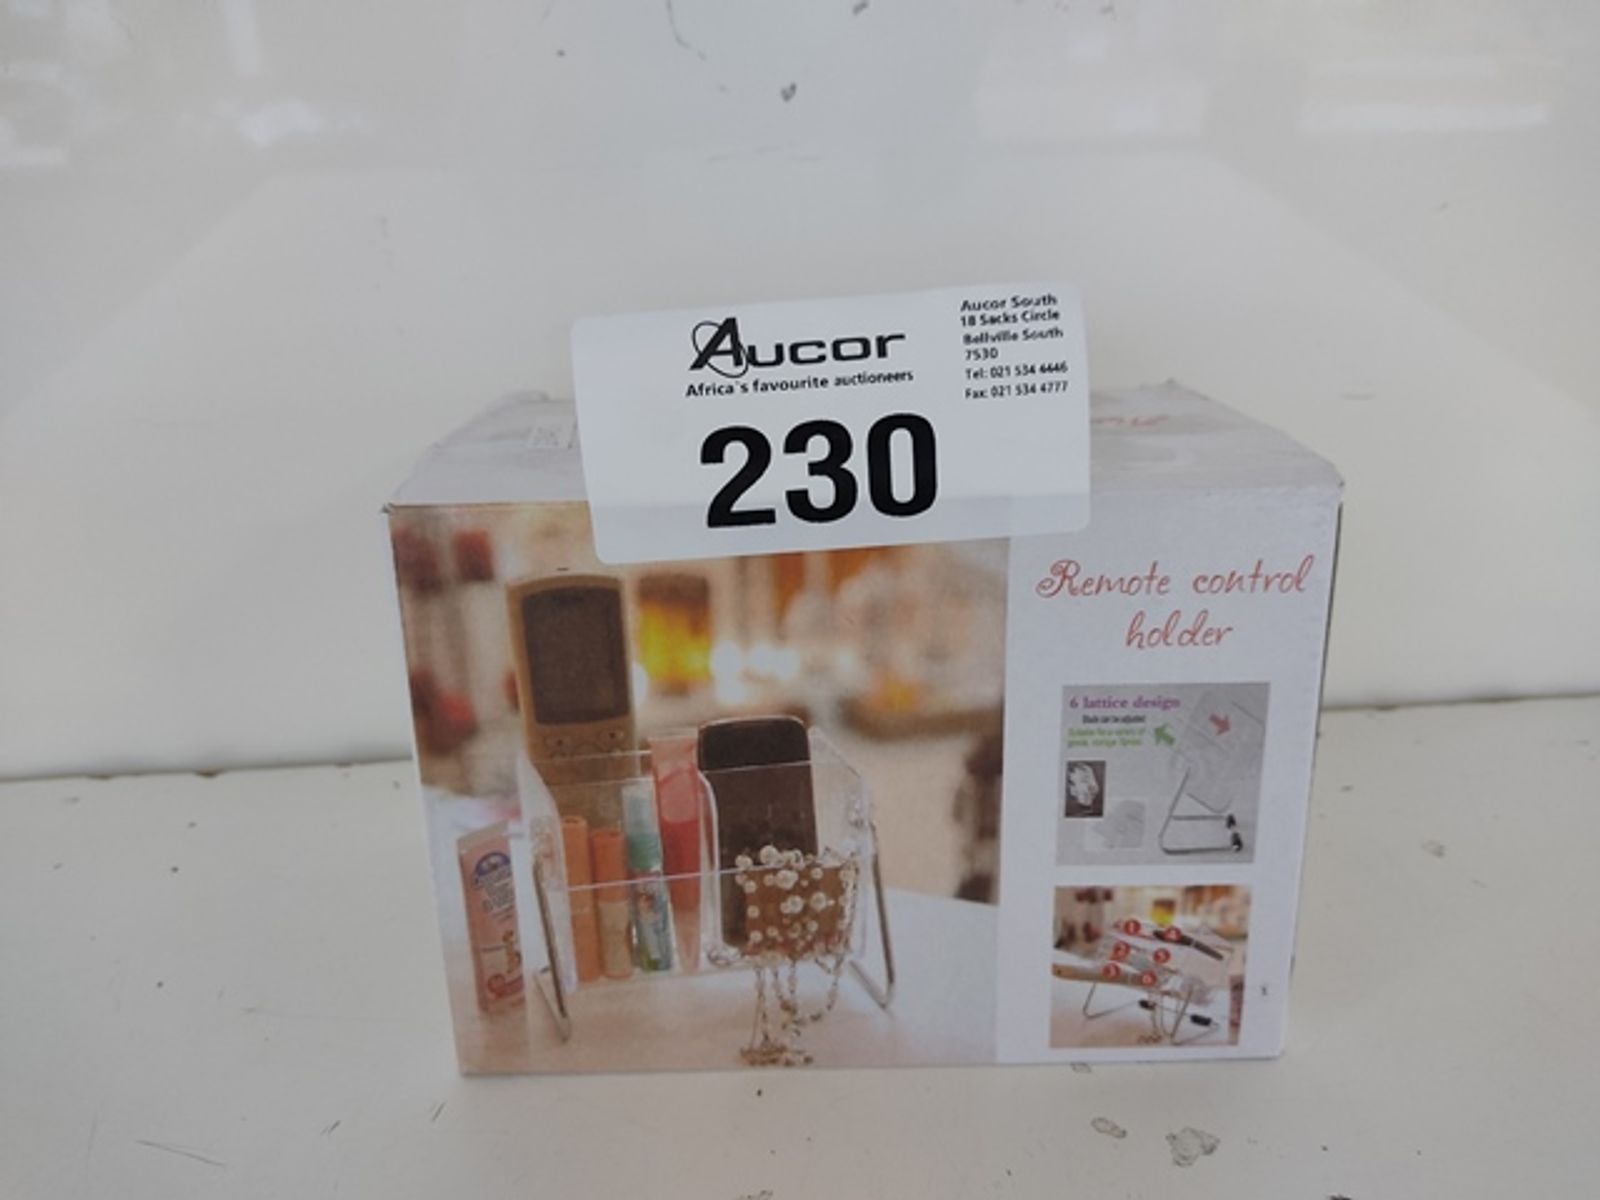 Aucor
Africa's favourite auctioneers
230
Aucor South
18 Sacks Circle
Bellville South
7530
Tel: 021 534 4446
Fax: 021 534 4777
Remote control
holder
6 lattice design